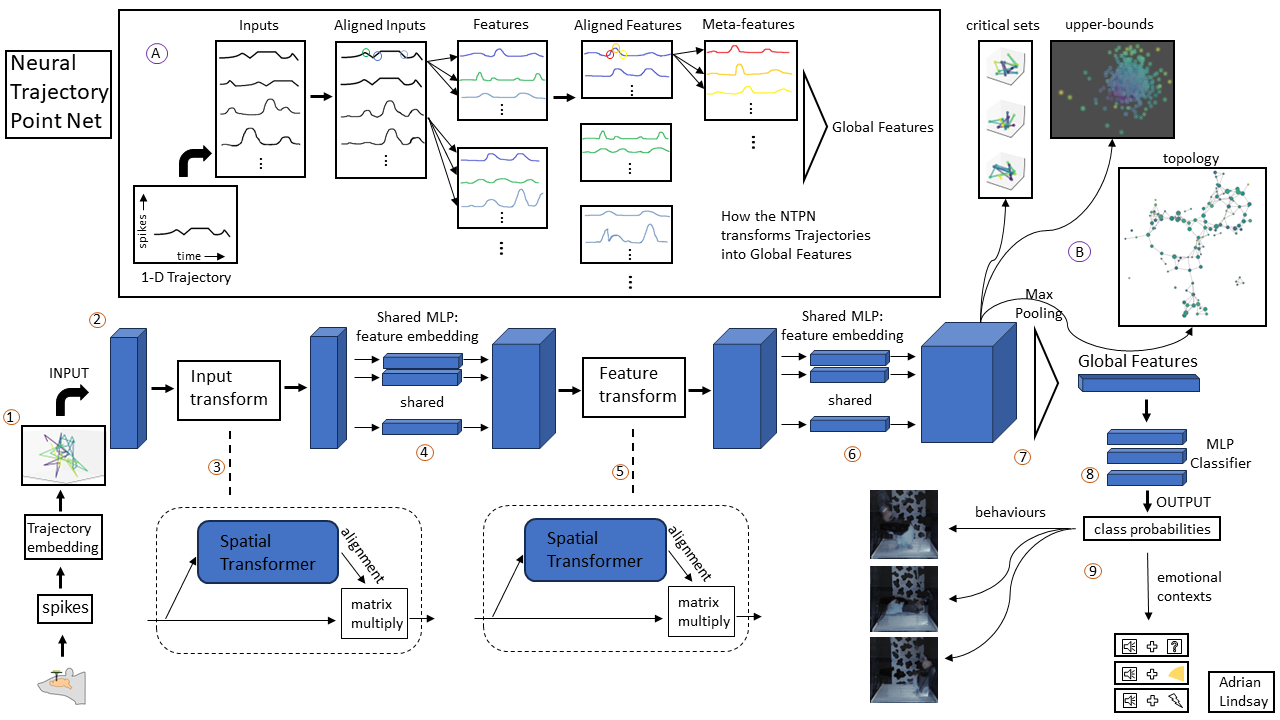 Neural
Trajectory
Point Net
A
Inputs
Aligned Inputs
Features
Aligned Features
Meta-features
Global Features
spikes
time
1-D Trajectory
How the NTPN
transforms Trajectories
into Global Features
critical sets
upper-bounds
topology
B
1
INPUT
2
Input
transform
3
Shared MLP:
feature embedding
shared
4
Feature
transform
5
Shared MLP:
feature embedding
shared
6
Max
Pooling
7
Global Features
MLP
Classifier
8
OUTPUT
class probabilities
9
behaviours
emotional
contexts
?
Trajectory
embedding
spikes
Spatial
Transformer
alignment
matrix
multiply
Spatial
Transformer
alignment
matrix
multiply
Adrian
Lindsay